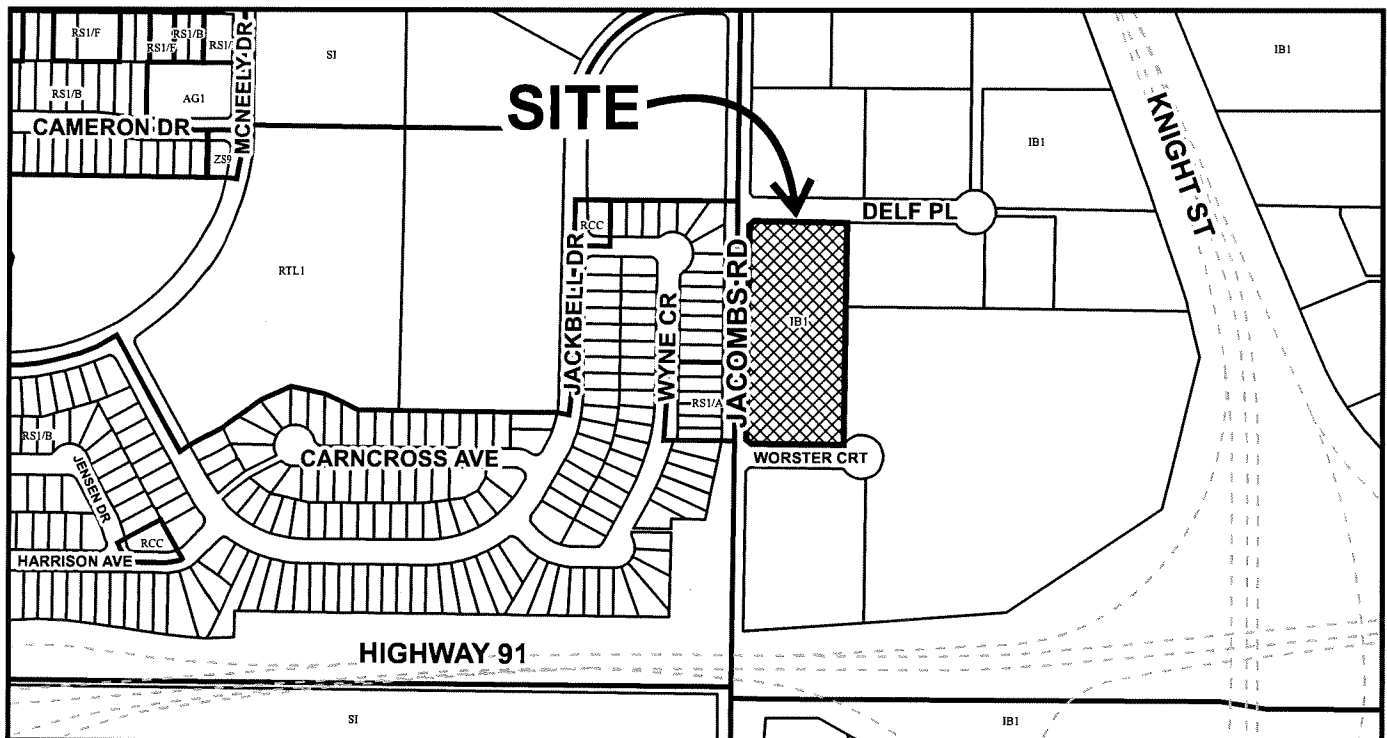 RS1/F
RS1/B
RS1/F
RS1/
MCNEELY DR
SI
IB1
RS1/B
AG1
CAMERON DR
ZS9
SITE
KNIGHT ST
IB1
DELF PL
RCC
JACKBELL DR
WYNE CR
JACOMBS RD
IB1
RTL1
RS1/A
RS1/B
JENSEN DR
CARNCROSS AVE
WORSTER CRT
RCC
HARRISON AVE
HIGHWAY 91
SI
IB1